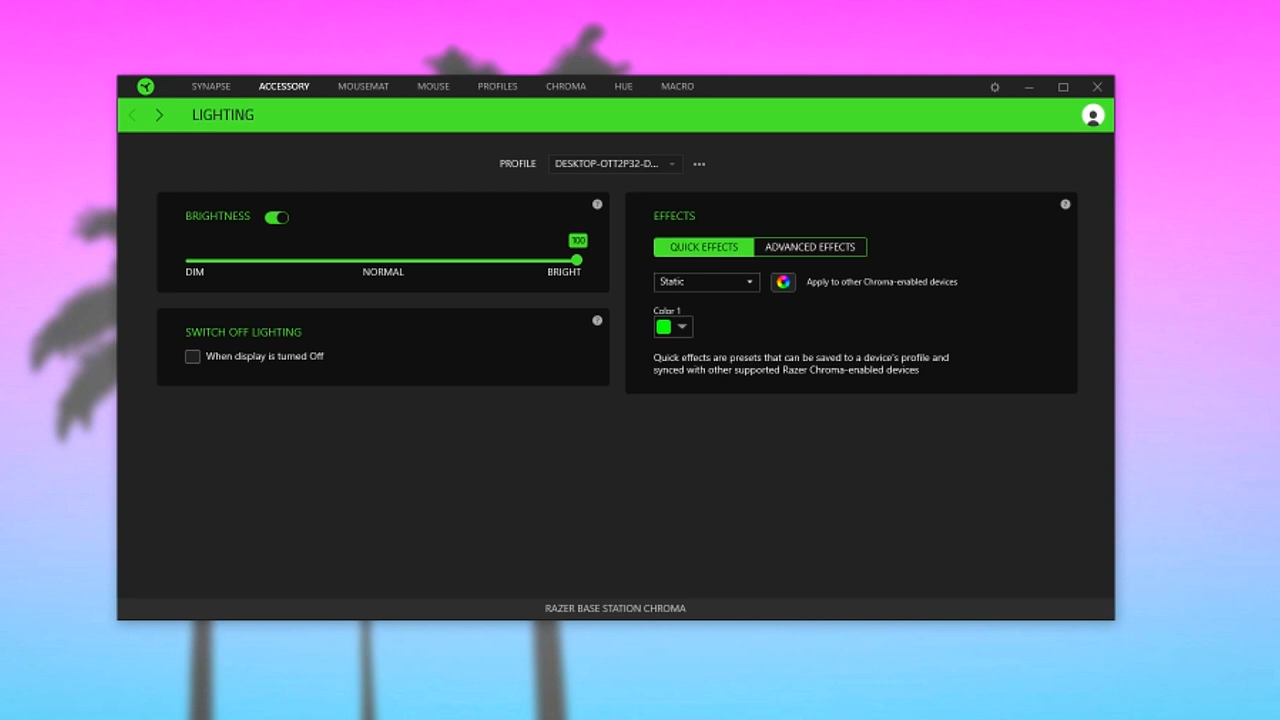 SYNAPSE ACCESSORY MOUSEMAT MOUSE PROFILES CHROMA HUE MACRO
LIGHTING
PROFILE DESKTOP-OTT2P32-D...
BRIGHTNESS
100
DIM NORMAL BRIGHT
SWITCH OFF LIGHTING
When display is turned Off
EFFECTS
QUICK EFFECTS ADVANCED EFFECTS
Static Apply to other Chroma-enabled devices
Color 1
Quick effects are presets that can be saved to a device's profile and
synced with other supported Razer Chroma-enabled devices
RAZER BASE STATION CHROMA